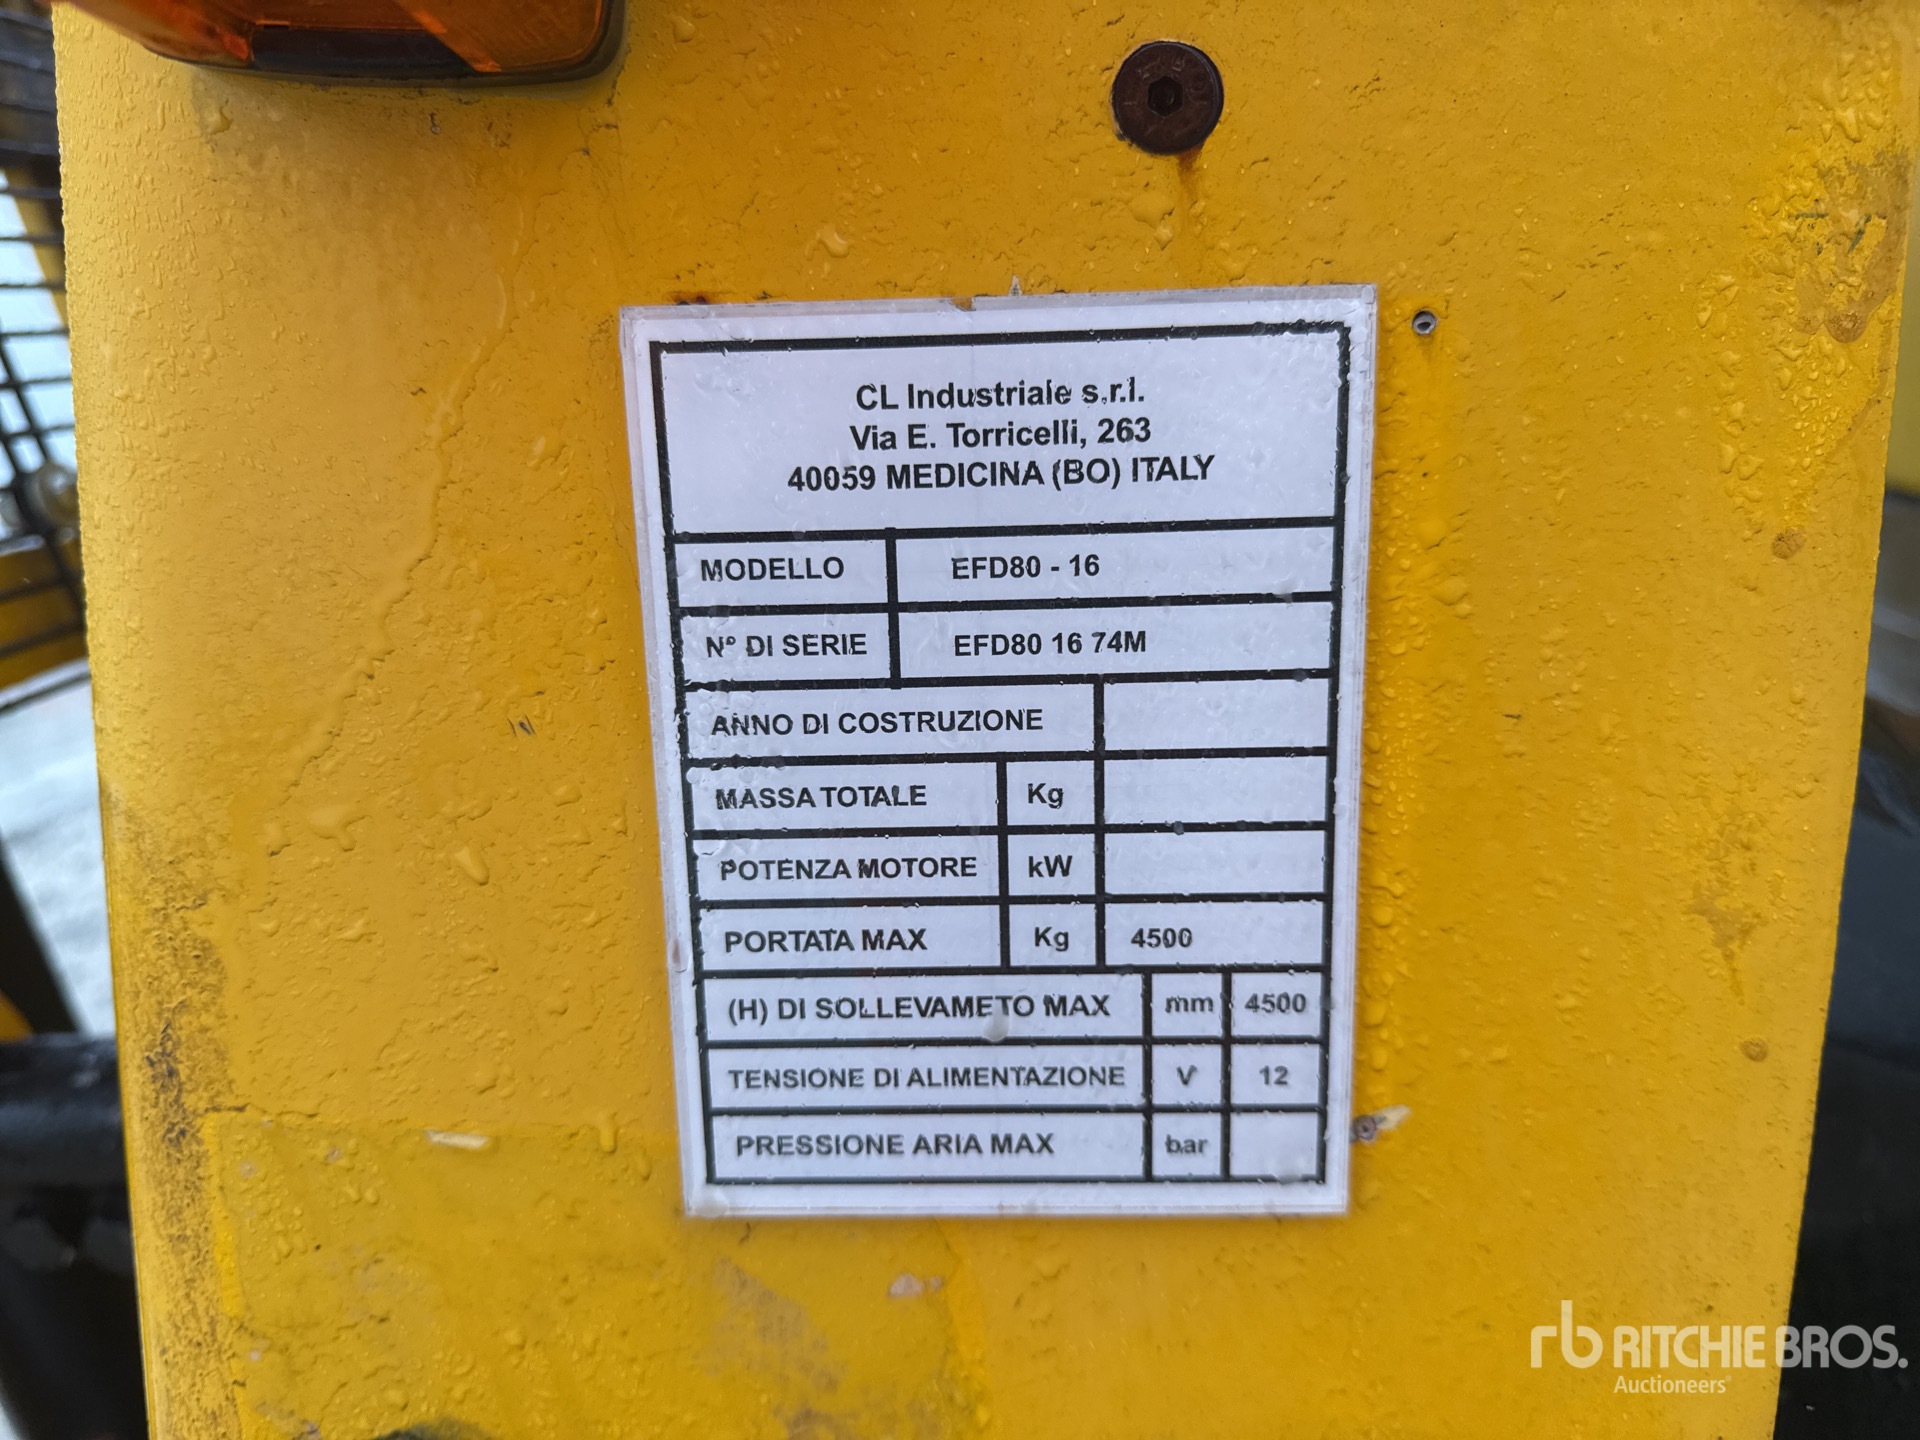 CL Industriale s.r.l.
Via E. Torricelli, 263
40059 MEDICINA (BO) ITALY
MODELLO EFD80 - 16
N° DI SERIE EFD80 16 74M
ANNO DI COSTRUZIONE
MASSA TOTALE Kg
POTENZA MOTORE kW
PORTATA MAX Kg 4500
(H) DI SOLLEVAMETO MAX mm 4500
TENSIONE DI ALIMENTAZIONE V 12
PRESSIONE ARIA MAX bar
rb RITCHIE BROS.
Auctioneers